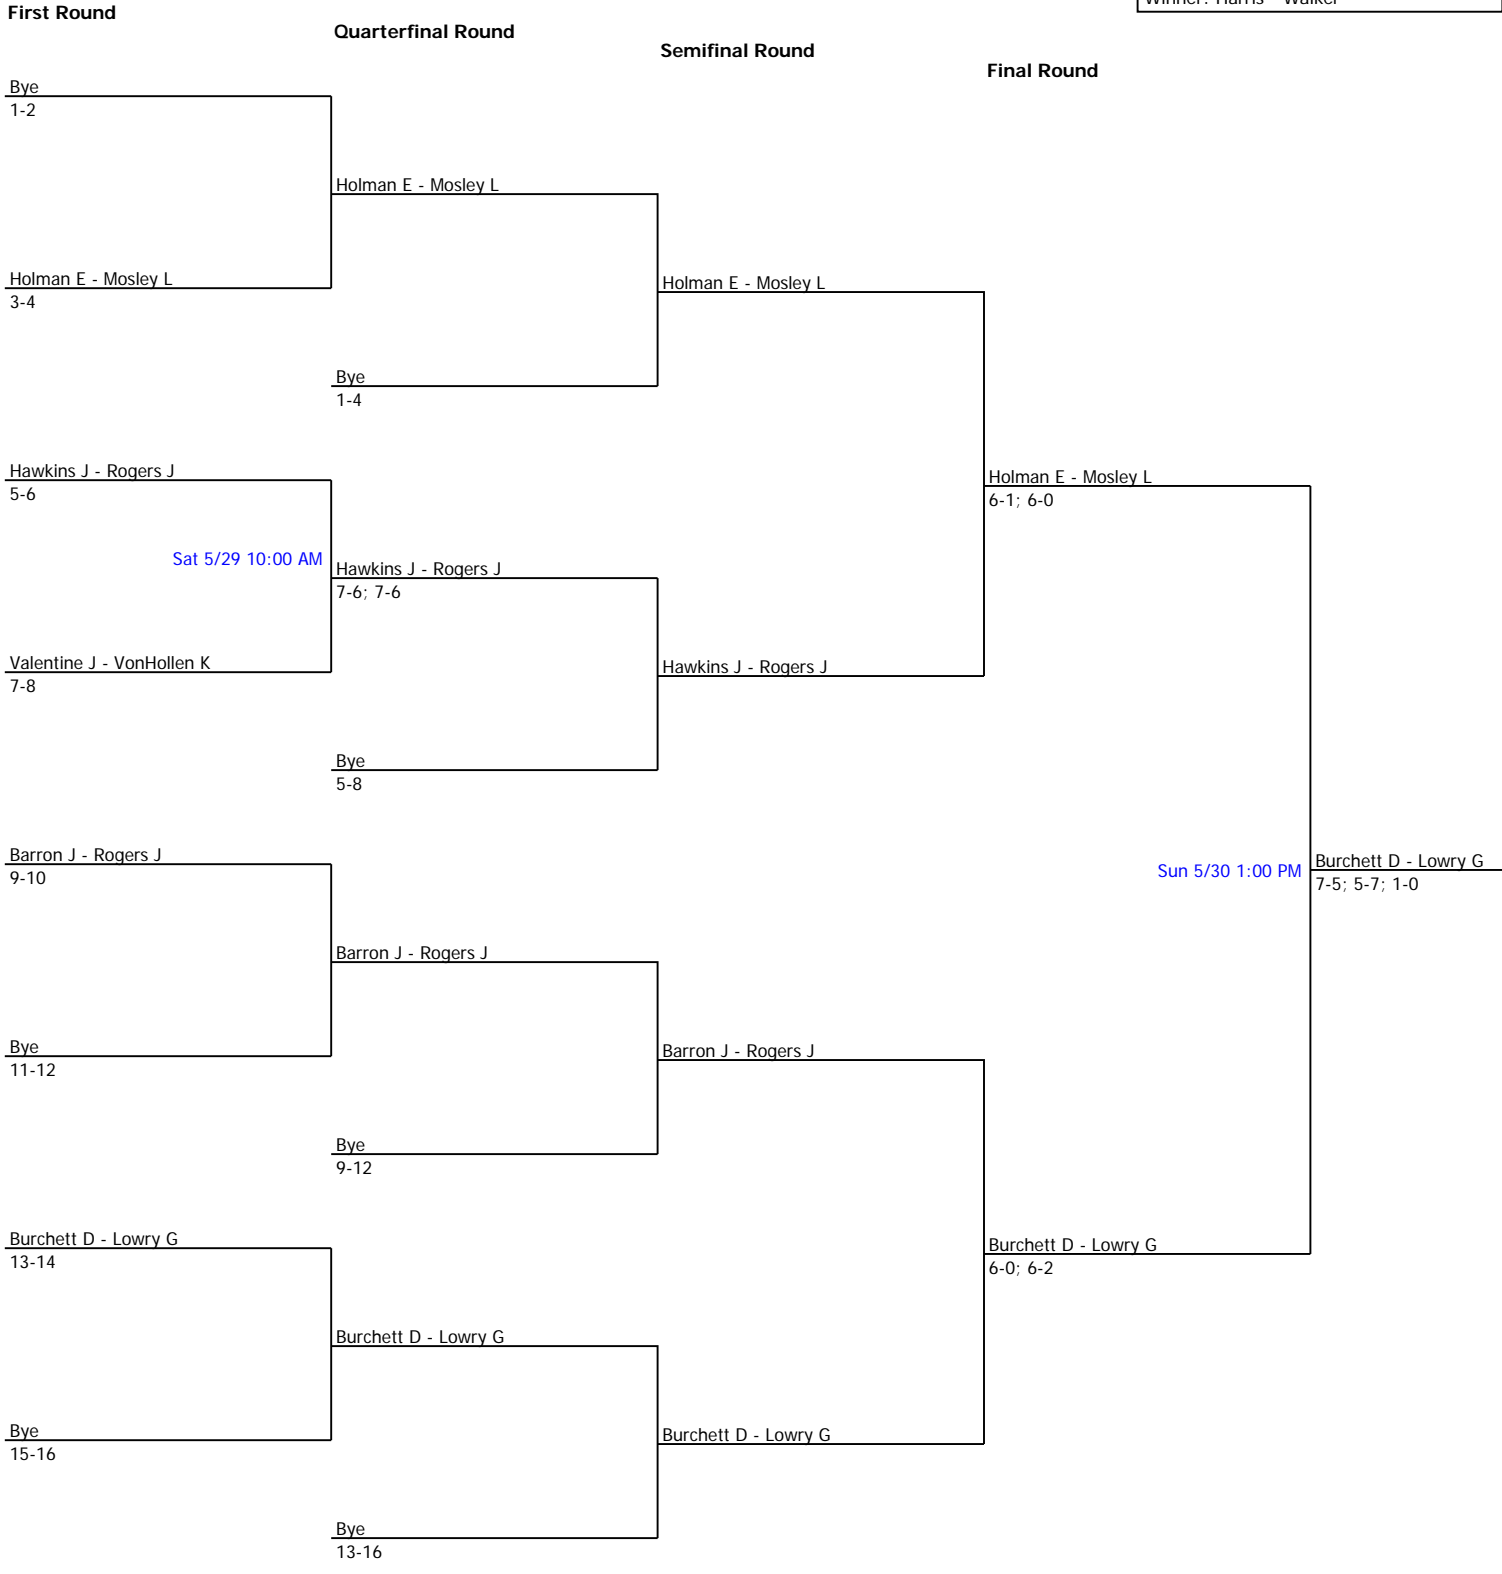 Winner: Harris - Walker
First Round
Quarterfinal Round
Semifinal Round
Final Round
Bye
1-2
Holman E - Mosley L
Holman E - Mosley L
3-4
Holman E - Mosley L
Bye
1-4
Hawkins J - Rogers J
5-6
Holman E - Mosley L
6-1; 6-0
Sat 5/29 10:00 AM
Hawkins J - Rogers J
7-6; 7-6
Valentine J - VonHollen K
7-8
Hawkins J - Rogers J
Bye
5-8
Barron J - Rogers J
9-10
Sun 5/30 1:00 PM
Burchett D - Lowry G
7-5; 5-7; 1-0
Barron J - Rogers J
Bye
11-12
Barron J - Rogers J
Bye
9-12
Burchett D - Lowry G
13-14
Burchett D - Lowry G
6-0; 6-2
Burchett D - Lowry G
Bye
15-16
Burchett D - Lowry G
Bye
13-16